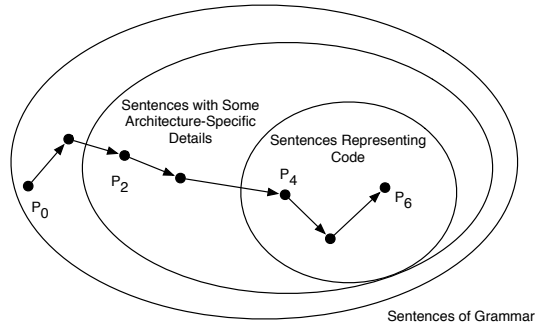 Sentences with Some
Architecture-Specific
Details
Sentences Representing
Code
P0
P2
P4
P6
Sentences of Grammar